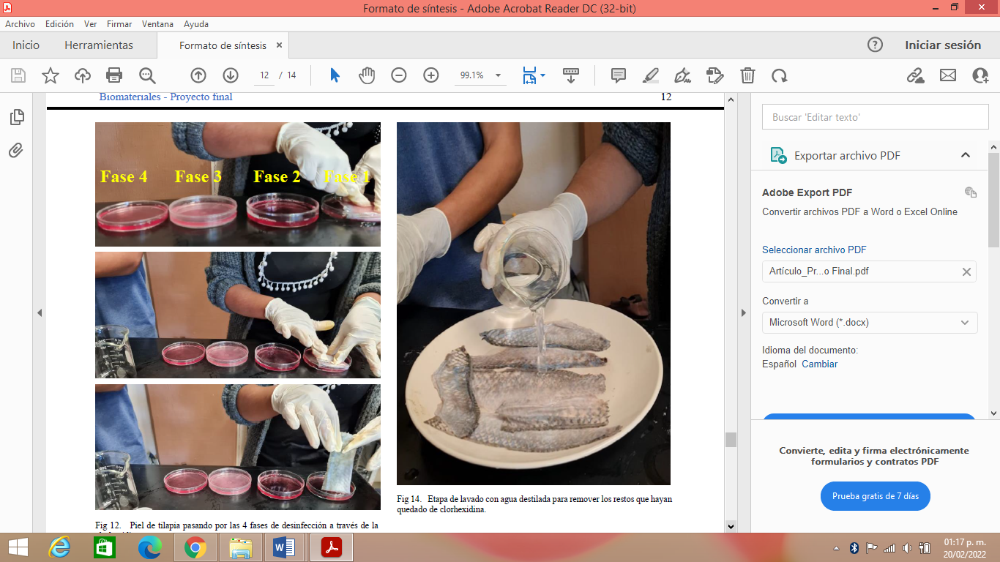 Formato de síntesis - Adobe Acrobat Reader DC (32-bit)
Archivo Edición Ver Firmar Ventana Ayuda
Inicio Herramientas Formato de síntesis × Iniciar sesión
12 / 14 99.1%
Biomateriales - Proyecto final 12
Fase 4 Fase 3 Fase 2 Fase 1
Fig 12. Piel de tilapia pasando por las 4 fases de desinfección a través de la
Fig 14. Etapa de lavado con agua destilada para remover los restos que hayan
quedado de clorhexidina.
Buscar 'Editar texto'
Exportar archivo PDF
Adobe Export PDF
Convertir archivos PDF a Word o Excel Online
Seleccionar archivo PDF
Artículo_Pr...o Final.pdf
Convertir a
Microsoft Word (*.docx)
Idioma del documento:
Español Cambiar
Convierte, edita y firma electrónicamente
formularios y contratos PDF
Prueba gratis de 7 días
01:17 p. m.
20/02/2022